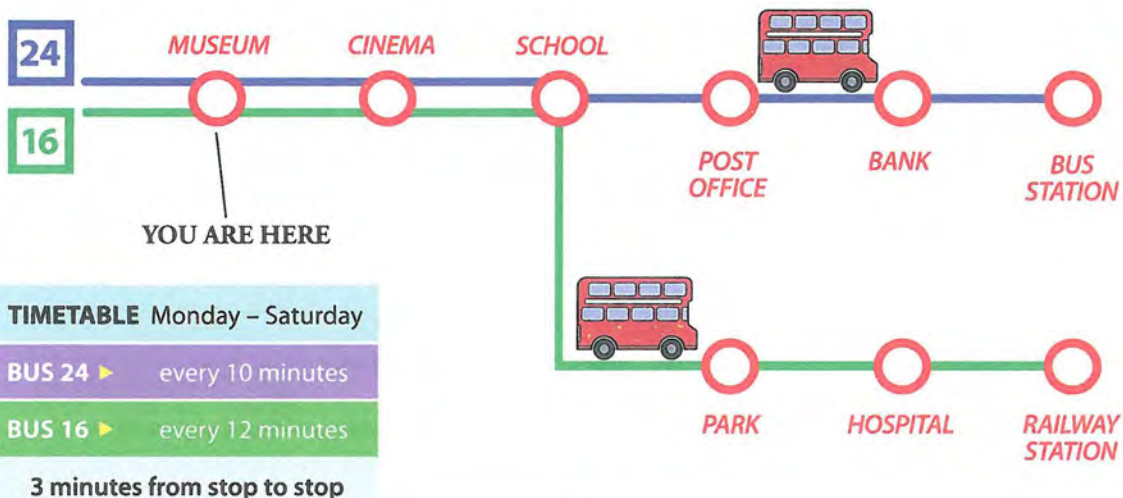 24
MUSEUM
CINEMA
SCHOOL
16
POST
OFFICE
BANK
BUS
STATION
YOU ARE HERE
TIMETABLE Monday – Saturday
BUS 24 ► every 10 minutes
BUS 16 ► every 12 minutes
3 minutes from stop to stop
PARK
HOSPITAL
RAILWAY
STATION